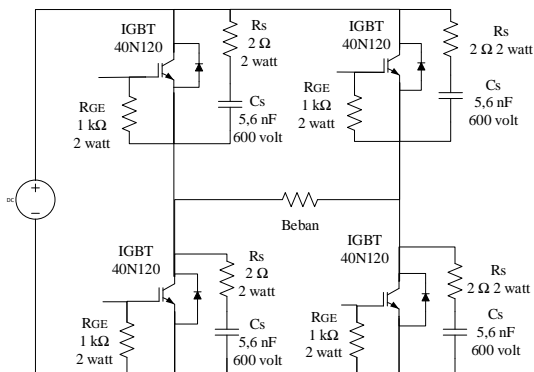 IGBT
40N120
Rs
2 Ω
2 watt
Cs
5,6 nF
600 volt
RGE
1 kΩ
2 watt
IGBT
40N120
Rs
2 Ω 2 watt
Cs
5,6 nF
600 volt
RGE
1 kΩ
2 watt
DC
Beban
IGBT
40N120
Rs
2 Ω
2 watt
Cs
5,6 nF
600 volt
RGE
1 kΩ
2 watt
IGBT
40N120
Rs
2 Ω 2 watt
Cs
5,6 nF
600 volt
RGE
1 kΩ
2 watt